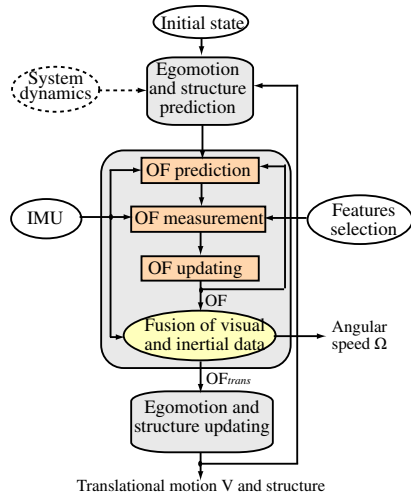 Initial state
System
dynamics
Egomotion
and structure
prediction
OF prediction
IMU
OF measurement
Features
selection
OF updating
OF
Fusion of visual
and inertial data
Angular
speed Ω
OFtrans
Egomotion and
structure updating
Translational motion V and structure